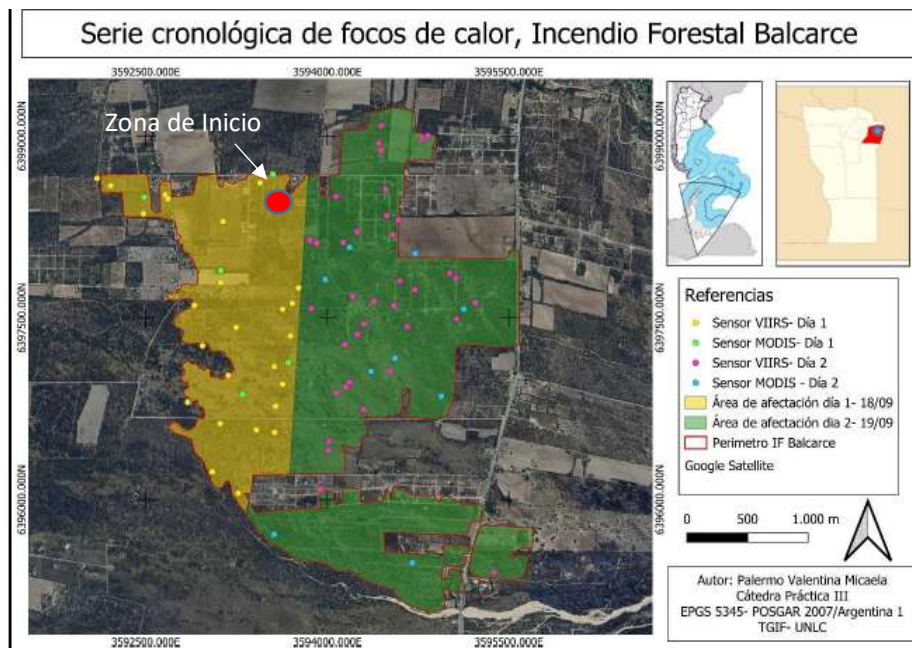 Serie cronológica de focos de calor, Incendio Forestal Balcarce
3592500.000E 3594000.000E 3595500.000E
Zona de Inicio
6399000.000N 6399000.000N
6397500.000N 6397500.000N
6396000.000N 6396000.000N
3592500.000E 3594000.000E 3595500.000E
Referencias
Sensor VIIRS- Día 1
Sensor MODIS- Día 1
Sensor VIIRS- Día 2
Sensor MODIS - Día 2
Área de afectación día 1- 18/09
Área de afectación dia 2- 19/09
Perimetro IF Balcarce
Google Satellite
0 500 1.000 m
Autor: Palermo Valentina Micaela
Cátedra Práctica III
EPGS 5345- POSGAR 2007/Argentina 1
TGIF- UNLC